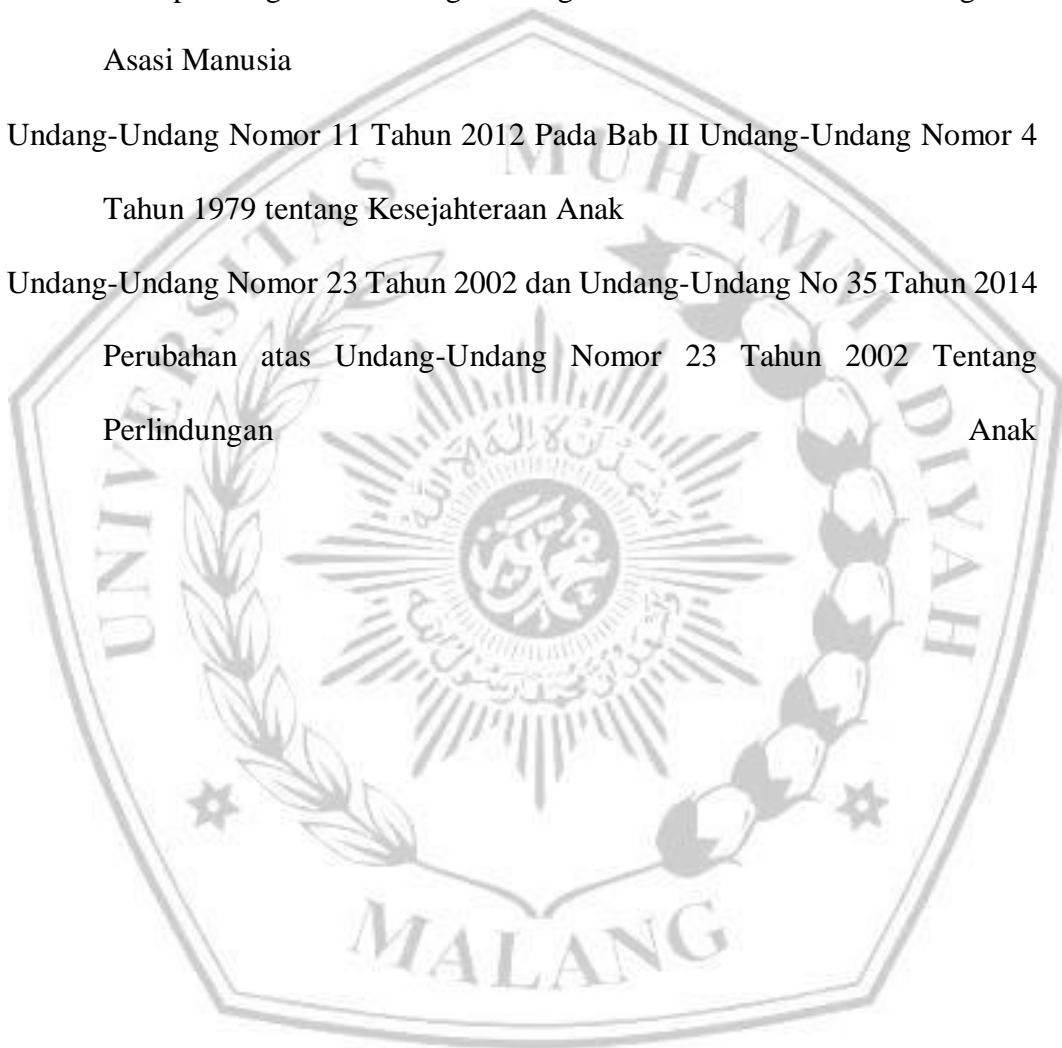 Asasi Manusia
Undang-Undang Nomor 11 Tahun 2012 Pada Bab II Undang-Undang Nomor 4
Tahun 1979 tentang Kesejahteraan Anak
Undang-Undang Nomor 23 Tahun 2002 dan Undang-Undang No 35 Tahun 2014
Perubahan atas Undang-Undang Nomor 23 Tahun 2002 Tentang
Perlindungan Anak
UNIVERSITAS MUHAMMADIYAH
MALANG